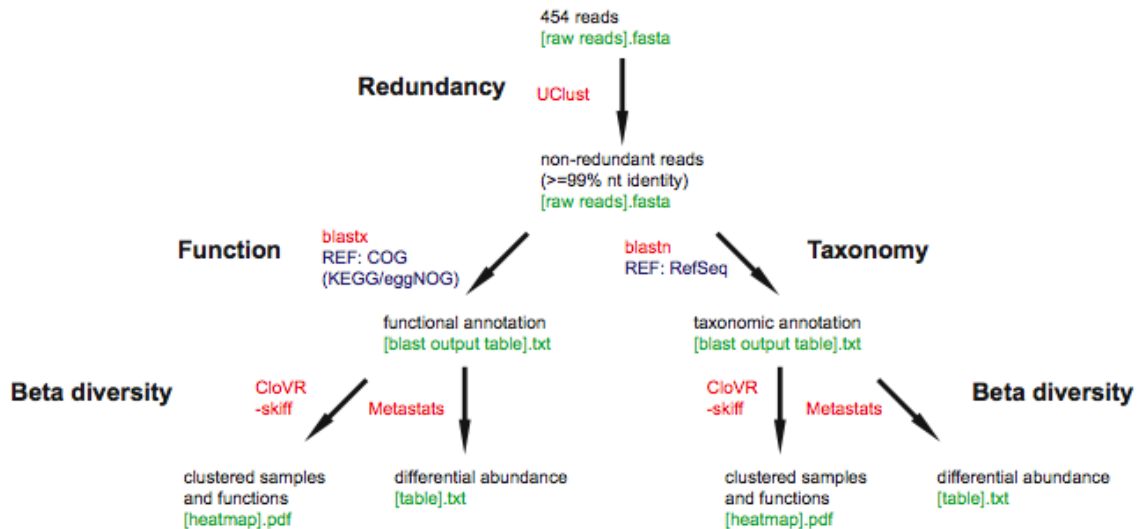 454 reads
[raw reads].fasta
Redundancy
UClust
non-redundant reads
(>=99% nt identity)
[raw reads].fasta
Function
blastx
REF: COG
(KEGG/eggNOG)
blastn
REF: RefSeq
Taxonomy
functional annotation
[blast output table].txt
taxonomic annotation
[blast output table].txt
Beta diversity
CloVR
-skiff
Metastats
CloVR
-skiff
Metastats
Beta diversity
clustered samples
and functions
[heatmap].pdf
differential abundance
[table].txt
clustered samples
and functions
[heatmap].pdf
differential abundance
[table].txt